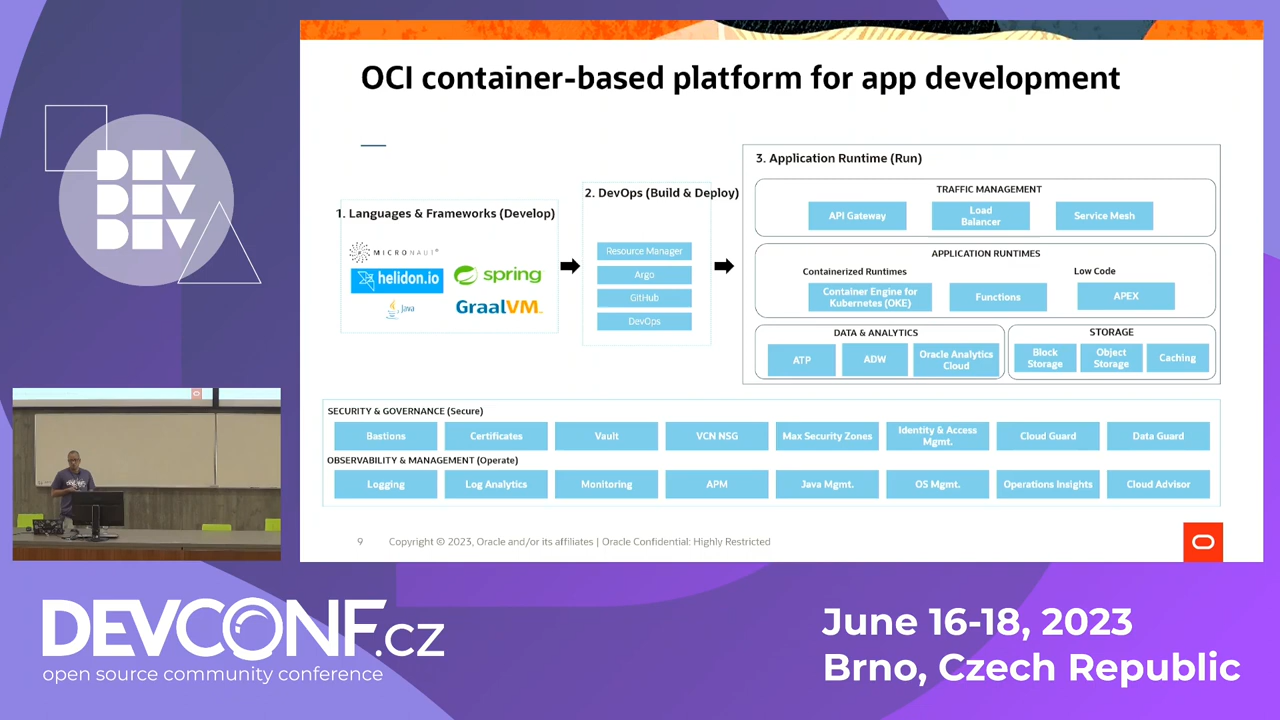 DEV
DEV
DEV
OCI container-based platform for app development
1. Languages & Frameworks (Develop)
MICRONAUT
helidon.io
spring
Java
GraalVM
2. DevOps (Build & Deploy)
Resource Manager
Argo
GitHub
DevOps
3. Application Runtime (Run)
TRAFFIC MANAGEMENT
API Gateway
Load
Balancer
Service Mesh
APPLICATION RUNTIMES
Containerized Runtimes
Low Code
Container Engine for
Kubernetes (OKE)
Functions
APEX
DATA & ANALYTICS
ATP
ADW
Oracle Analytics
Cloud
STORAGE
Block
Storage
Object
Storage
Caching
SECURITY & GOVERNANCE (Secure)
Bastions
Certificates
Vault
VCN NSG
Max Security Zones
Identity & Access
Mgmt.
Cloud Guard
Data Guard
OBSERVABILITY & MANAGEMENT (Operate)
Logging
Log Analytics
Monitoring
APM
Java Mgmt.
OS Mgmt.
Operations Insights
Cloud Advisor
9 Copyright © 2023, Oracle and/or its affiliates | Oracle Confidential: Highly Restricted
DEVCONF.cz
open source community conference
June 16-18, 2023
Brno, Czech Republic